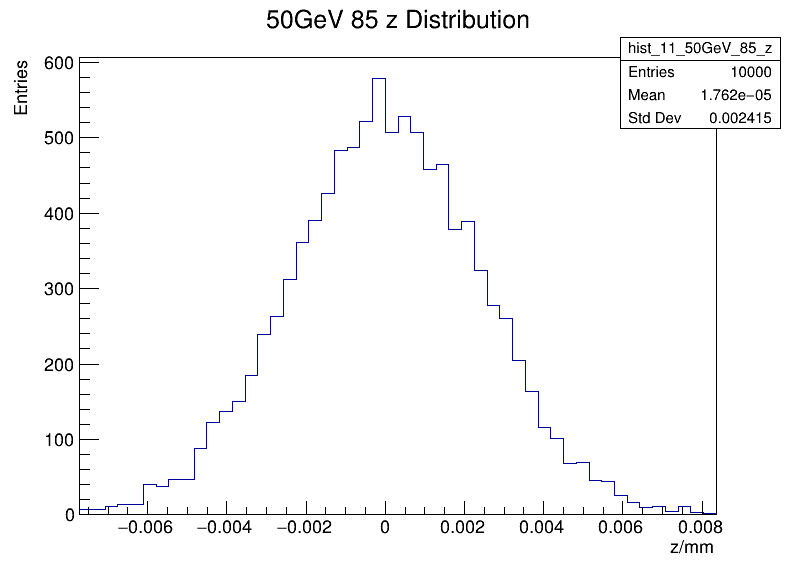 50GeV 85 z Distribution
hist_11_50GeV_85_z
Entries 10000
Mean 1.762e−05
Std Dev 0.002415
Entries
600
500
400
300
200
100
0
−0.006 −0.004 −0.002 0 0.002 0.004 0.006 0.008
z/mm